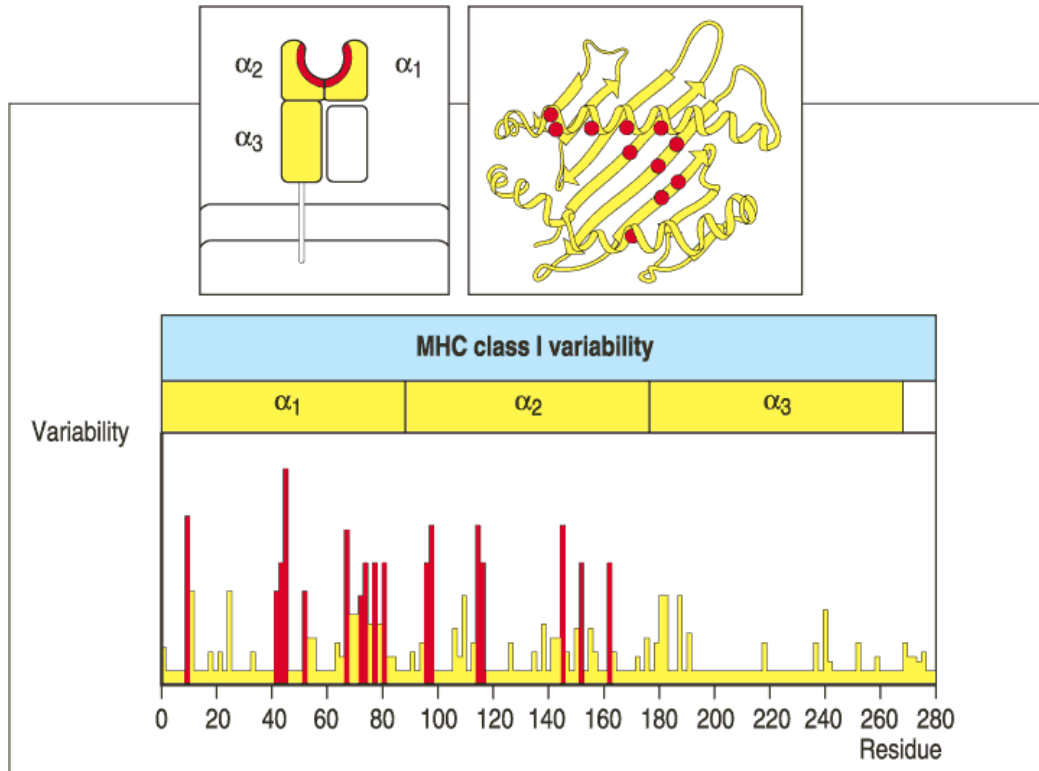 α2 α1
α3
MHC class I variability
α1 α2 α3
Variability
0 20 40 60 80 100 120 140 160 180 200 220 240 260 280
Residue